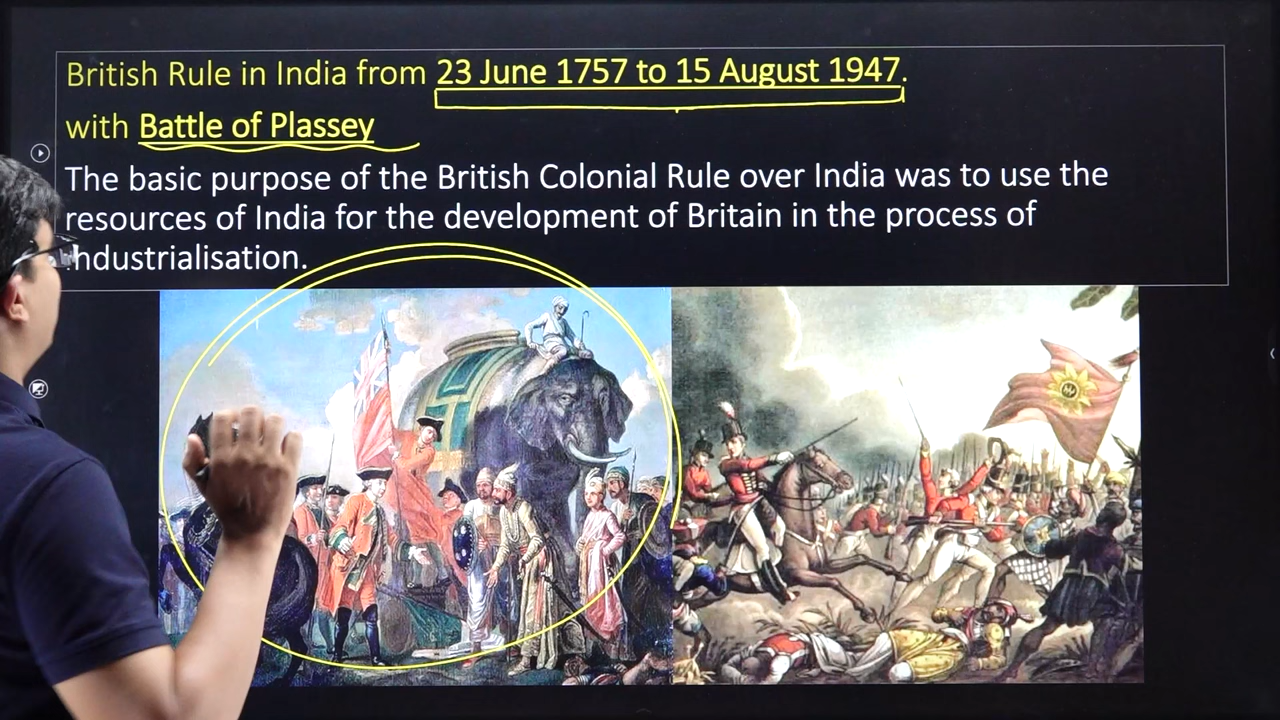 British Rule in India from 23 June 1757 to 15 August 1947.
with Battle of Plassey
The basic purpose of the British Colonial Rule over India was to use the
resources of India for the development of Britain in the process of
industrialisation.